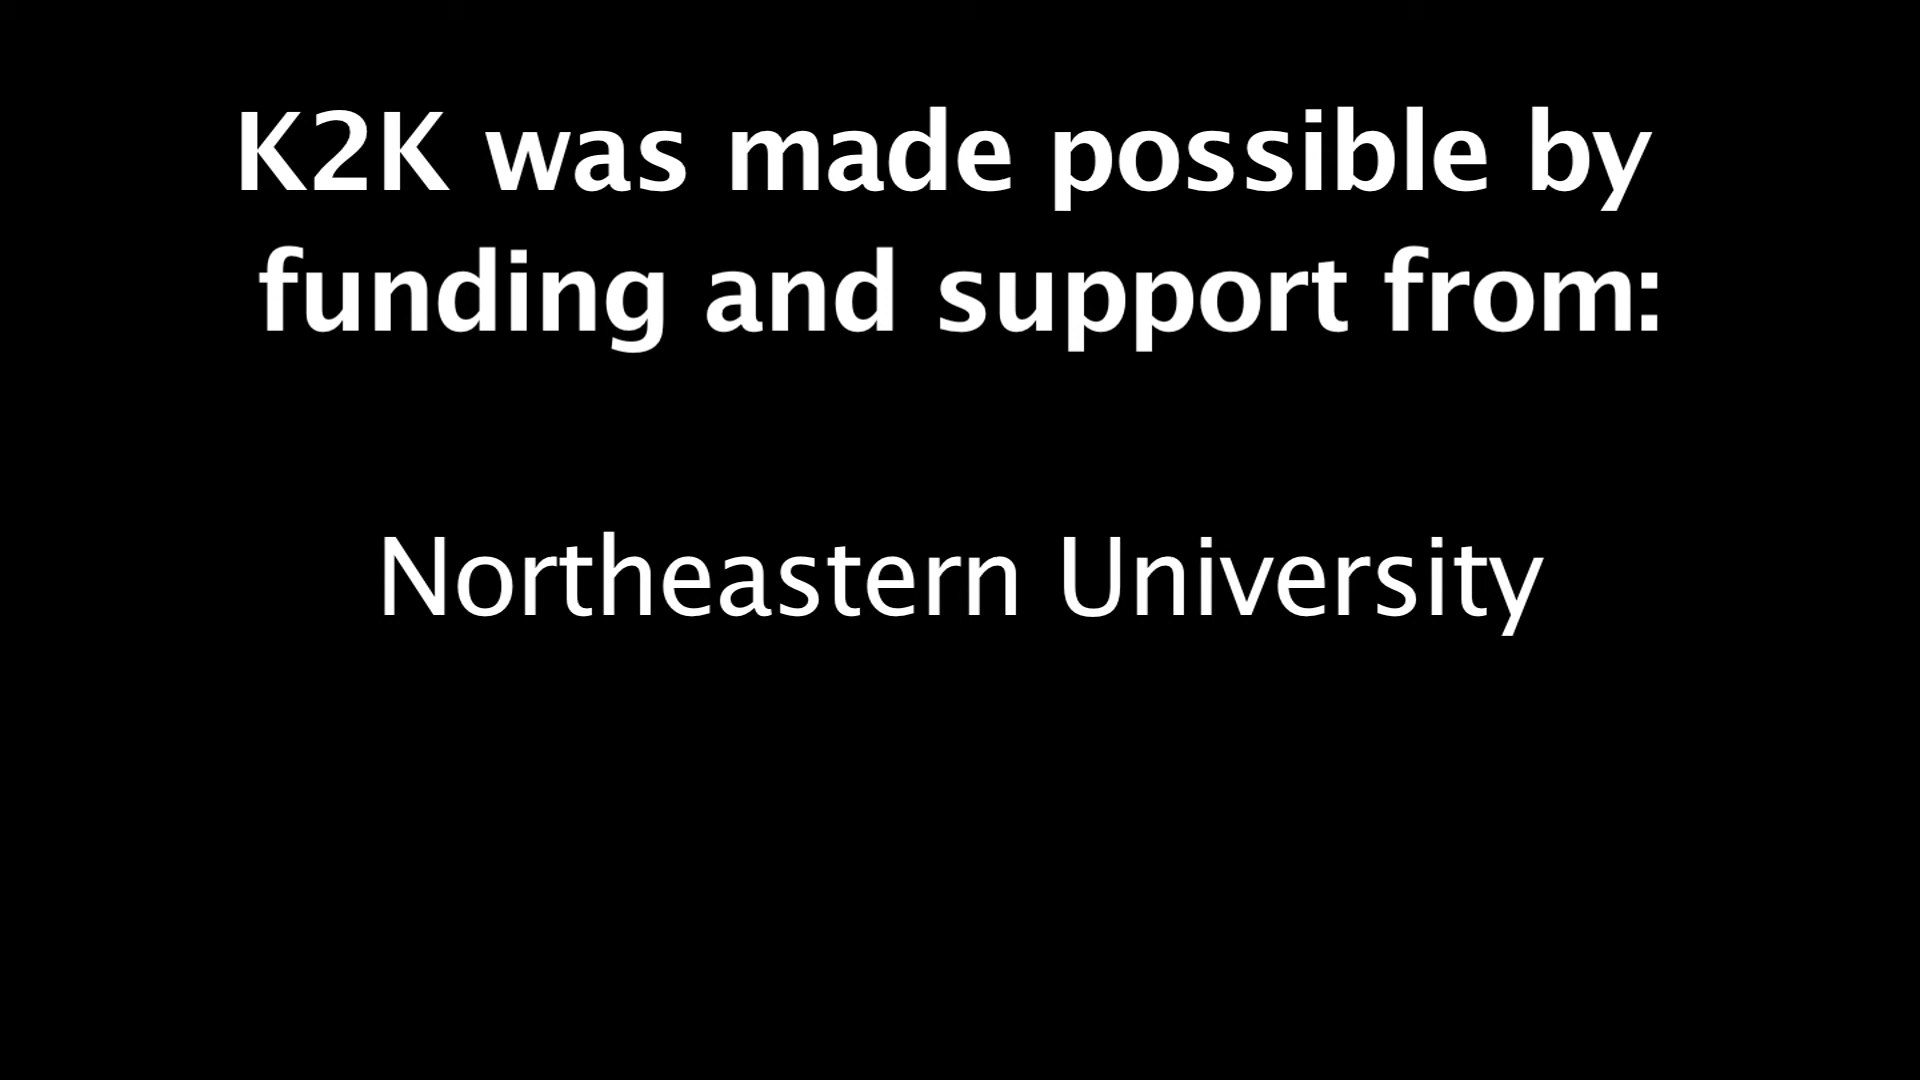 K2K was made possible by
funding and support from:
Northeastern University